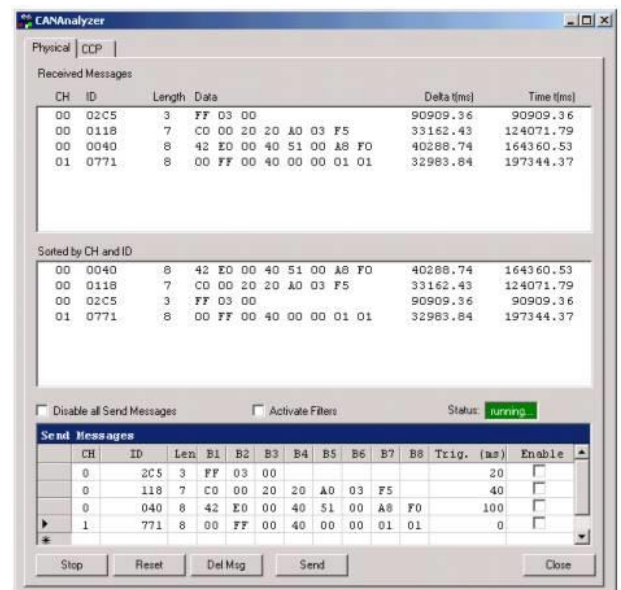 CANAnalyzer
Physical CCP
Received Messages
CH ID Length Data Delta t(ms) Time t(ms)
00 02C5 3 FF 03 00 90909.36 90909.36
00 0118 7 C0 00 20 20 A0 03 F5 33162.43 124071.79
00 0040 8 42 E0 00 40 51 00 A8 F0 40288.74 164360.53
01 0771 8 00 FF 00 40 00 00 01 01 32983.84 197344.37
Sorted by CH and ID
00 0040 8 42 E0 00 40 51 00 A8 F0 40288.74 164360.53
00 0118 7 C0 00 20 20 A0 03 F5 33162.43 124071.79
00 02C5 3 FF 03 00 90909.36 90909.36
01 0771 8 00 FF 00 40 00 00 01 01 32983.84 197344.37
Disable all Send Messages Activate Filters Status: running...
Send Messages
CH ID Len B1 B2 B3 B4 B5 B6 B7 B8 Trig. (ms) Enable
0 2C5 3 FF 03 00 20
0 118 7 C0 00 20 20 A0 03 F5 40
0 040 8 42 E0 00 40 51 00 A8 F0 100
1 771 8 00 FF 00 40 00 00 01 01 0
Stop Reset Del Msg Send Close